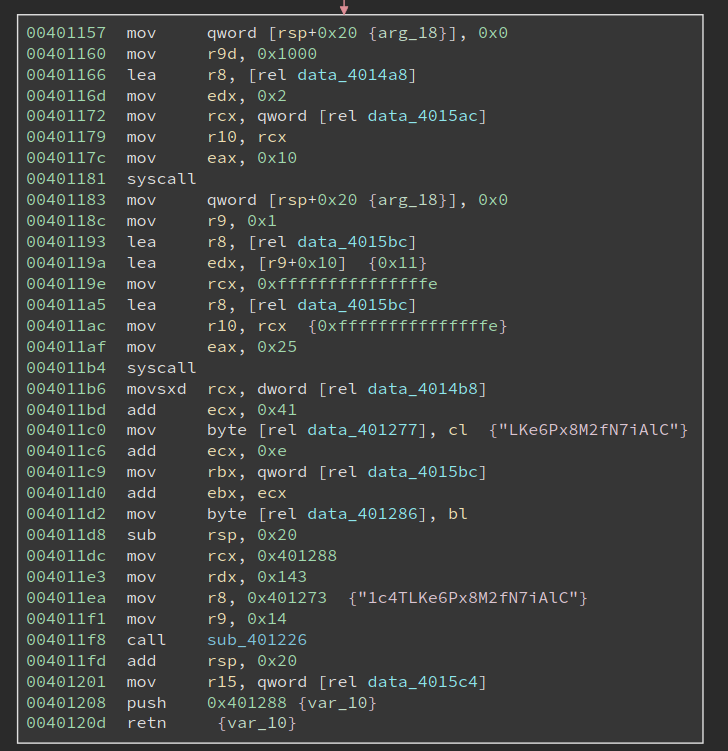 00401157 mov qword [rsp+0x20 {arg_18}], 0x0
00401160 mov r9d, 0x1000
00401166 lea r8, [rel data_4014a8]
0040116d mov edx, 0x2
00401172 mov rcx, qword [rel data_4015ac]
00401179 mov r10, rcx
0040117c mov eax, 0x10
00401181 syscall
00401183 mov qword [rsp+0x20 {arg_18}], 0x0
0040118c mov r9, 0x1
00401193 lea r8, [rel data_4015bc]
0040119a lea edx, [r9+0x10] {0x11}
0040119e mov rcx, 0xfffffffffffffffe
004011a5 lea r8, [rel data_4015bc]
004011ac mov r10, rcx {0xfffffffffffffffe}
004011af mov eax, 0x25
004011b4 syscall
004011b6 movsxd rcx, dword [rel data_4014b8]
004011bd add ecx, 0x41
004011c0 mov byte [rel data_401277], cl {"LKe6Px8M2fN7iAlC"}
004011c6 add ecx, 0xe
004011c9 mov rbx, qword [rel data_4015bc]
004011d0 add ebx, ecx
004011d2 mov byte [rel data_401286], bl
004011d8 sub rsp, 0x20
004011dc mov rcx, 0x401288
004011e3 mov rdx, 0x143
004011ea mov r8, 0x401273 {"1c4TLKe6Px8M2fN7iAlC"}
004011f1 mov r9, 0x14
004011f8 call sub_401226
004011fd add rsp, 0x20
00401201 mov r15, qword [rel data_4015c4]
00401208 push 0x401288 {var_10}
0040120d retn {var_10}